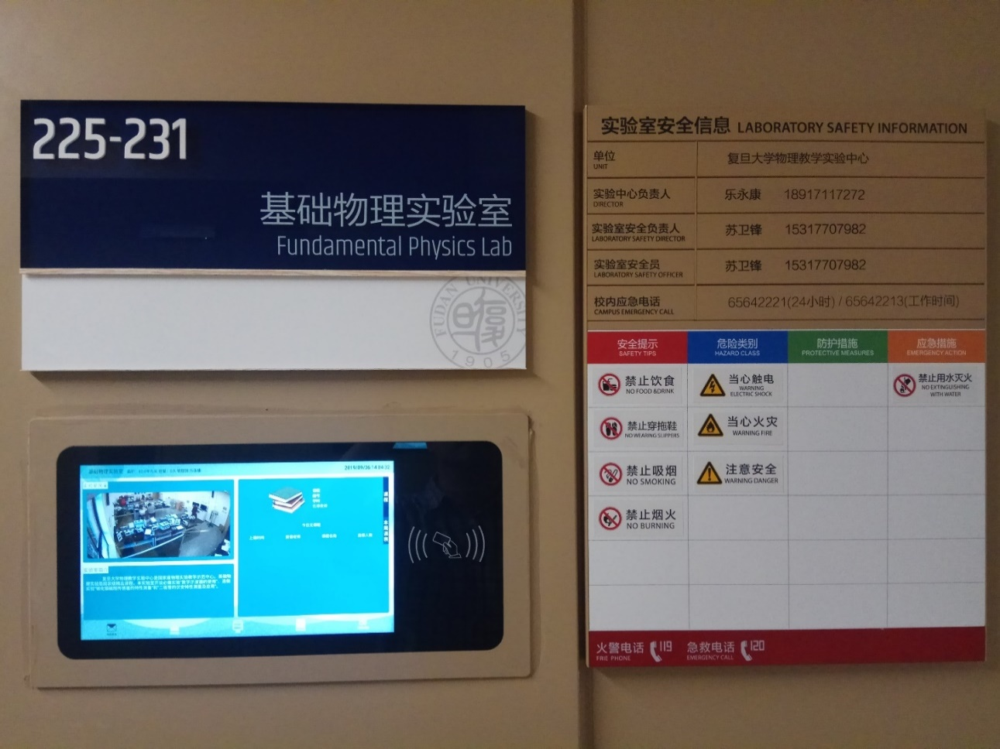 225-231
基础物理实验室
Fundamental Physics Lab
FUDAN UNIVERSITY
1905
2019/09/30 14:04:32
实验室安全信息 LABORATORY SAFETY INFORMATION
单位 复旦大学物理教学实验中心
UNIT
实验中心负责人 乐永康 18917117272
DIRECTOR
实验室安全负责人 苏卫锋 15317707982
LABORATORY SAFETY DIRECTOR
实验室安全员 苏卫锋 15317707982
LABORATORY SAFETY OFFICER
校内应急电话 65642221(24小时) / 65642213(工作时间)
CAMPUS EMERGENCY CALL
安全提示 危险类别 防护措施 应急措施
SAFETY TIPS HAZARD CLASS PROTECTIVE MEASURES EMERGENCY ACTION
禁止饮食 当心触电 禁止用水灭火
NO FOOD &DRINK WARNING NO EXTINGUISHING
ELECTRIC SHOCK WITH WATER
禁止穿拖鞋 当心火灾
NO WEARING SLIPPERS WARNING FIRE
禁止吸烟 注意安全
NO SMOKING WARNING DANGER
禁止烟火
NO BURNING
火警电话 119 急救电话 120
FRIE PHONE EMERGENCY CALL